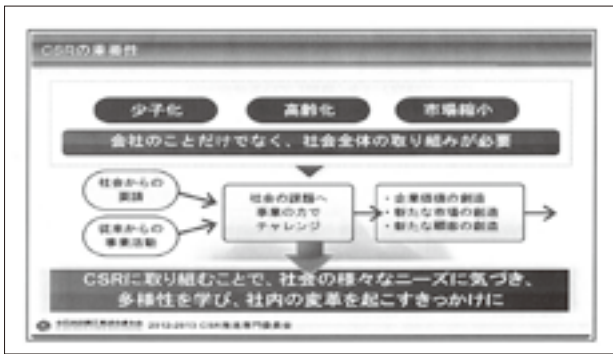 CSRの重要性
少子化
高齢化
市場縮小
会社のことだけでなく、社会全体の取り組みが必要
社会からの
要請
従来からの
事業活動
社会の課題へ
事業の力で
チャレンジ
・企業価値の創造
・新たな市場の創造
・新たな顧客の創造
CSRに取り組むことで、社会の様々なニーズに気づき、
多様性を学び、社内の変革を起こすきっかけに
2012-2013 CSR推進専門委員会